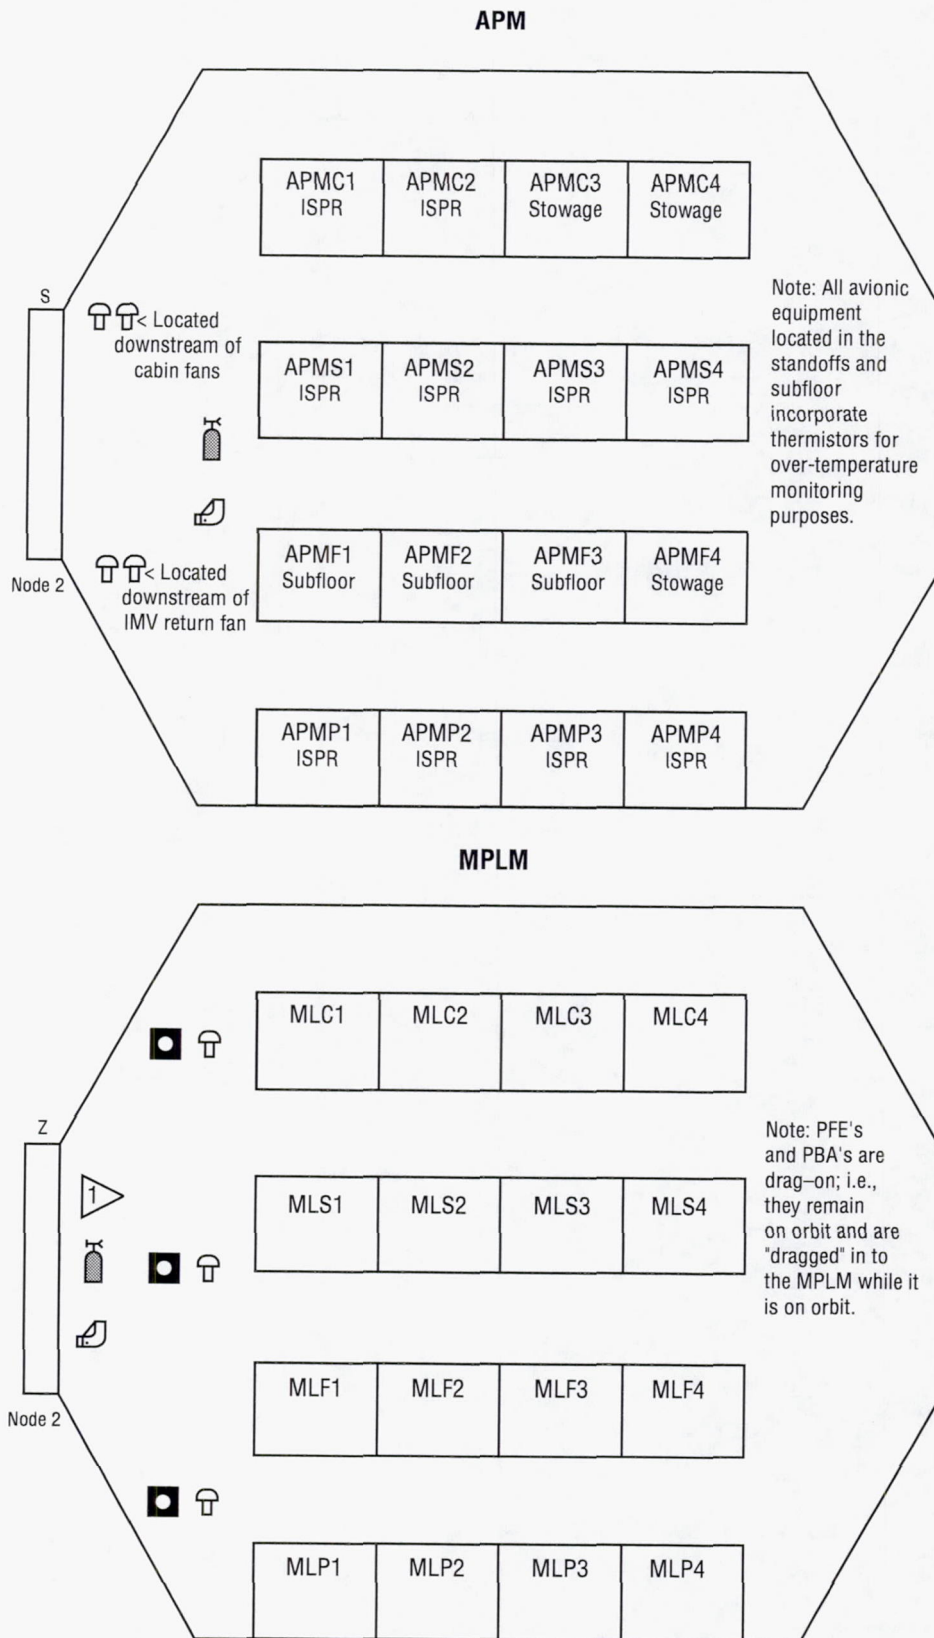 APM
APMC1 APMC2 APMC3 APMC4
ISPR ISPR Stowage Stowage
S
< Located
downstream of
cabin fans
Note: All avionic
equipment
located in the
standoffs and
subfloor
incorporate
thermistors for
over-temperature
monitoring
purposes.
APMS1 APMS2 APMS3 APMS4
ISPR ISPR ISPR ISPR
APMF1 APMF2 APMF3 APMF4
Subfloor Subfloor Subfloor Stowage
Node 2
< Located
downstream of
IMV return fan
APMP1 APMP2 APMP3 APMP4
ISPR ISPR ISPR ISPR
MPLM
MLC1 MLC2 MLC3 MLC4
Z
1
Note: PFE's
and PBA's are
drag–on; i.e.,
they remain
on orbit and are
"dragged" in to
the MPLM while it
is on orbit.
MLS1 MLS2 MLS3 MLS4
MLF1 MLF2 MLF3 MLF4
Node 2
MLP1 MLP2 MLP3 MLP4